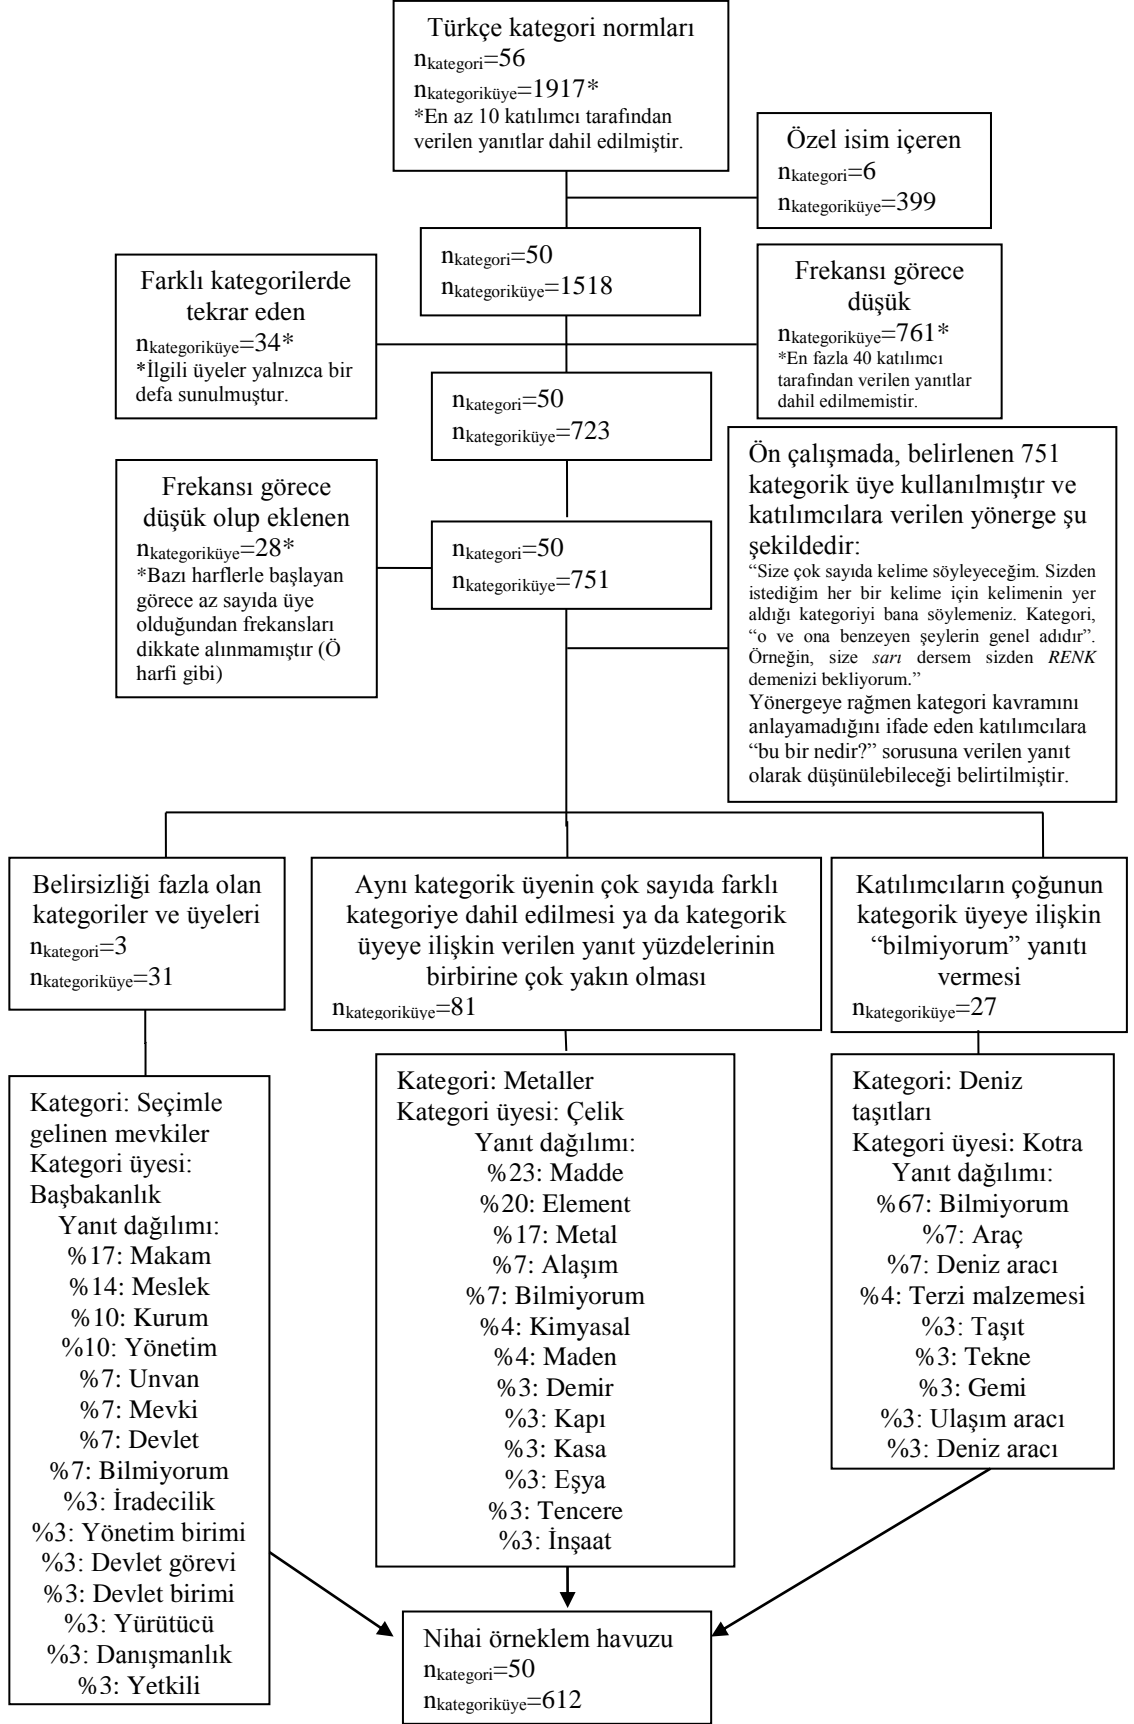 Türkçe kategori normları
nkategori=56
nkategoriküye=1917*
*En az 10 katılımcı tarafından
verilen yanıtlar dahil edilmiştir.
Özel isim içeren
nkategori=6
nkategoriküye=399
nkategori=50
nkategoriküye=1518
Farklı kategorilerde
tekrar eden
nkategoriküye=34*
*İlgili üyeler yalnızca bir
defa sunulmuştur.
Frekansı görece
düşük
nkategoriküye=761*
*En fazla 40 katılımcı
tarafından verilen yanıtlar
dahil edilmemistir.
nkategori=50
nkategoriküye=723
Frekansı görece
düşük olup eklenen
nkategoriküye=28*
*Bazı harflerle başlayan
görece az sayıda üye
olduğundan frekansları
dikkate alınmamıştır (Ö
harfi gibi)
nkategori=50
nkategoriküye=751
Ön çalışmada, belirlenen 751
kategorik üye kullanılmıştır ve
katılımcılara verilen yönerge şu
şekildedir:
“Size çok sayıda kelime söyleyeceğim. Sizden
istediğim her bir kelime için kelimenin yer
aldığı kategoriyi bana söylemeniz. Kategori,
“o ve ona benzeyen şeylerin genel adıdır”.
Örneğin, size sarı dersem sizden RENK
demenizi bekliyorum.”
Yönergeye rağmen kategori kavramını
anlayamadığını ifade eden katılımcılara
“bu bir nedir?” sorusuna verilen yanıt
olarak düşünülebileceği belirtilmiştir.
Belirsizliği fazla olan
kategoriler ve üyeleri
nkategori=3
nkategoriküye=31
Aynı kategorik üyenin çok sayıda farklı
kategoriye dahil edilmesi ya da kategorik
üyeye ilişkin verilen yanıt yüzdelerinin
birbirine çok yakın olması
nkategoriküye=81
Katılımcıların çoğunun
kategorik üyeye ilişkin
“bilmiyorum” yanıtı
vermesi
nkategoriküye=27
Kategori: Seçimle
gelinen mevkiler
Kategori üyesi:
Başbakanlık
Yanıt dağılımı:
%17: Makam
%14: Meslek
%10: Kurum
%10: Yönetim
%7: Unvan
%7: Mevki
%7: Devlet
%7: Bilmiyorum
%3: İradecilik
%3: Yönetim birimi
%3: Devlet görevi
%3: Devlet birimi
%3: Yürütücü
%3: Danışmanlık
%3: Yetkili
Kategori: Metaller
Kategori üyesi: Çelik
Yanıt dağılımı:
%23: Madde
%20: Element
%17: Metal
%7: Alaşım
%7: Bilmiyorum
%4: Kimyasal
%4: Maden
%3: Demir
%3: Kapı
%3: Kasa
%3: Eşya
%3: Tencere
%3: İnşaat
Kategori: Deniz
taşıtları
Kategori üyesi: Kotra
Yanıt dağılımı:
%67: Bilmiyorum
%7: Araç
%7: Deniz aracı
%4: Terzi malzemesi
%3: Taşıt
%3: Tekne
%3: Gemi
%3: Ulaşım aracı
%3: Deniz aracı
Nihai örneklem havuzu
nkategori=50
nkategoriküye=612